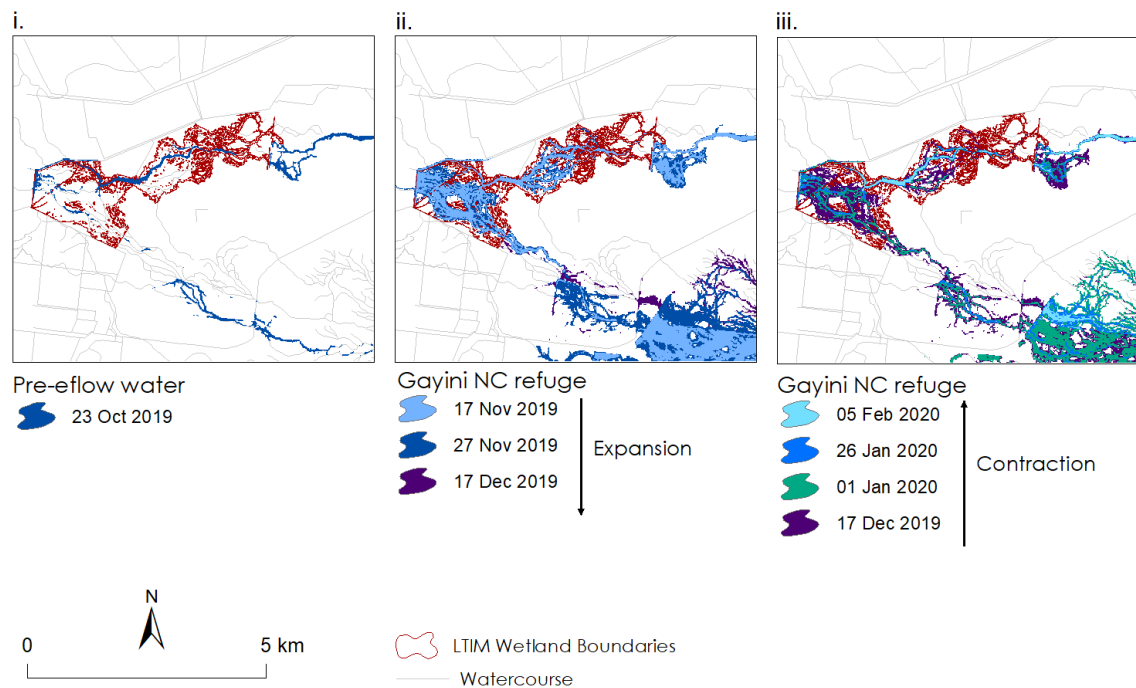 i.
ii.
iii.
Pre-eflow water
23 Oct 2019
Gayini NC refuge
17 Nov 2019
27 Nov 2019
17 Dec 2019
Expansion
Gayini NC refuge
05 Feb 2020
26 Jan 2020
01 Jan 2020
17 Dec 2019
Contraction
N
0 5 km
LTIM Wetland Boundaries
Watercourse